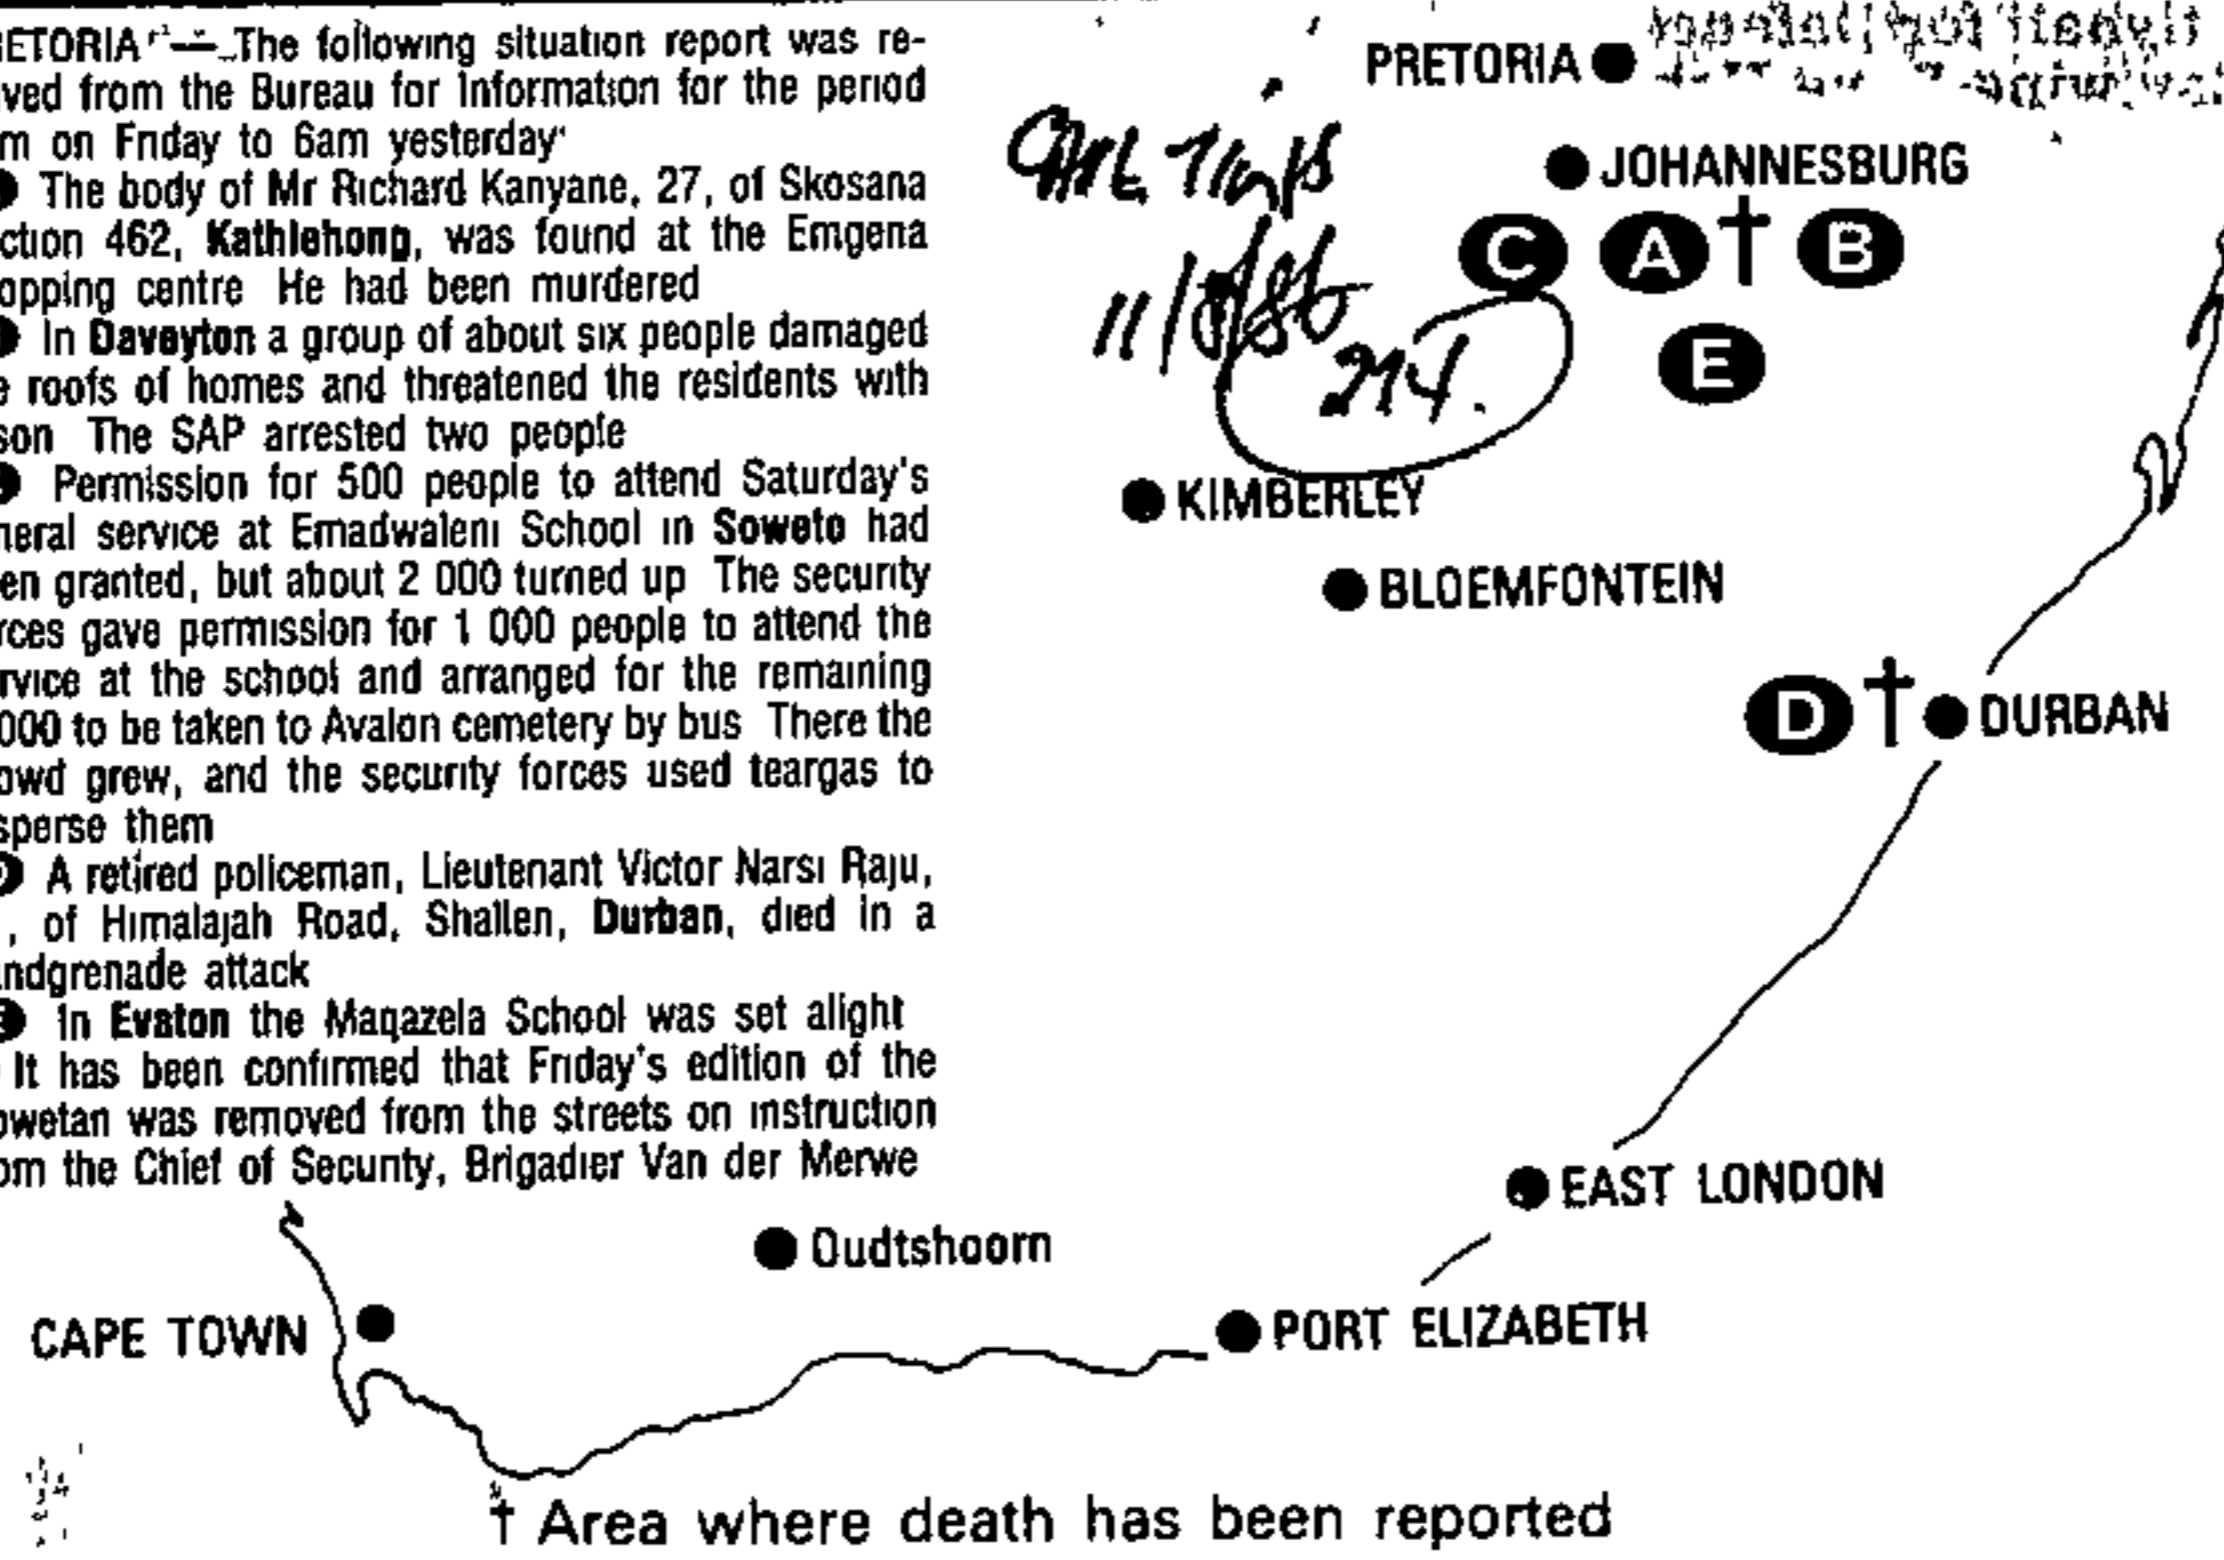 ETORIA — The following situation report was re-
ved from the Bureau for Information for the period
m on Friday to 6am yesterday
The body of Mr Richard Kanyane, 27, of Skosana
ction 462, Kathlehong, was found at the Emgena
opping centre He had been murdered
In Daveyton a group of about six people damaged
e roofs of homes and threatened the residents with
son The SAP arrested two people
Permission for 500 people to attend Saturday's
neral service at Emadwaleni School in Soweto had
en granted, but about 2 000 turned up The security
rces gave permission for 1 000 people to attend the
rvice at the school and arranged for the remaining
000 to be taken to Avalon cemetery by bus There the
owd grew, and the security forces used teargas to
sperse them
A retired policeman, Lieutenant Victor Narsi Raju,
, of Himalajah Road, Shallen, Durban, died in a
ndgrenade attack
In Evaton the Maqazela School was set alight
It has been confirmed that Friday's edition of the
owetan was removed from the streets on instruction
om the Chief of Security, Brigadier Van der Merwe
PRETORIA
JOHANNESBURG
C A † B
E
11/8/86
274.
KIMBERLEY
BLOEMFONTEIN
D † DURBAN
EAST LONDON
Oudtshoorn
CAPE TOWN
PORT ELIZABETH
† Area where death has been reported